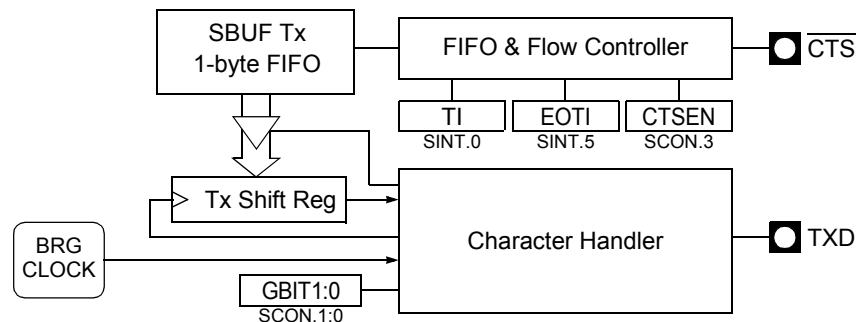 SBUF Tx
1-byte FIFO
FIFO & Flow Controller
CTS
TI
EOTI
CTSEN
SINT.0
SINT.5
SCON.3
Tx Shift Reg
Character Handler
TXD
BRG
CLOCK
GBIT1:0
SCON.1:0